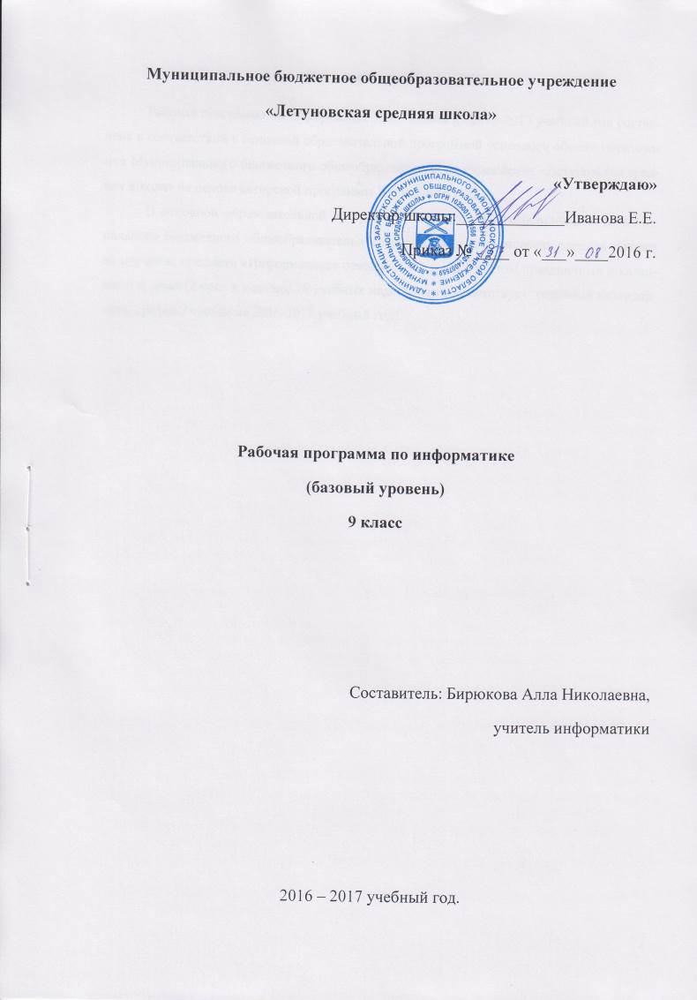 Муниципальное бюджетное общеобразовательное учреждение
«Летуновская средняя школа»
«Утверждаю»
Директор школы: Иванова Е.Е.
Приказ № от « 31 » 08 2016 г.
АДМИНИСТРАЦИЯ ЗАРАЙСКОГО МУНИЦИПАЛЬНОГО РАЙОНА МОСКОВСКОЙ ОБЛАСТИ
МУНИЦИПАЛЬНОЕ БЮДЖЕТНОЕ ОБЩЕОБРАЗОВАТЕЛЬНОЕ УЧРЕЖДЕНИЕ
«ЛЕТУНОВСКАЯ СРЕДНЯЯ ШКОЛА» ОГРН
Рабочая программа по информатике
(базовый уровень)
9 класс
Составитель: Бирюкова Алла Николаевна,
учитель информатики
2016 – 2017 учебный год.